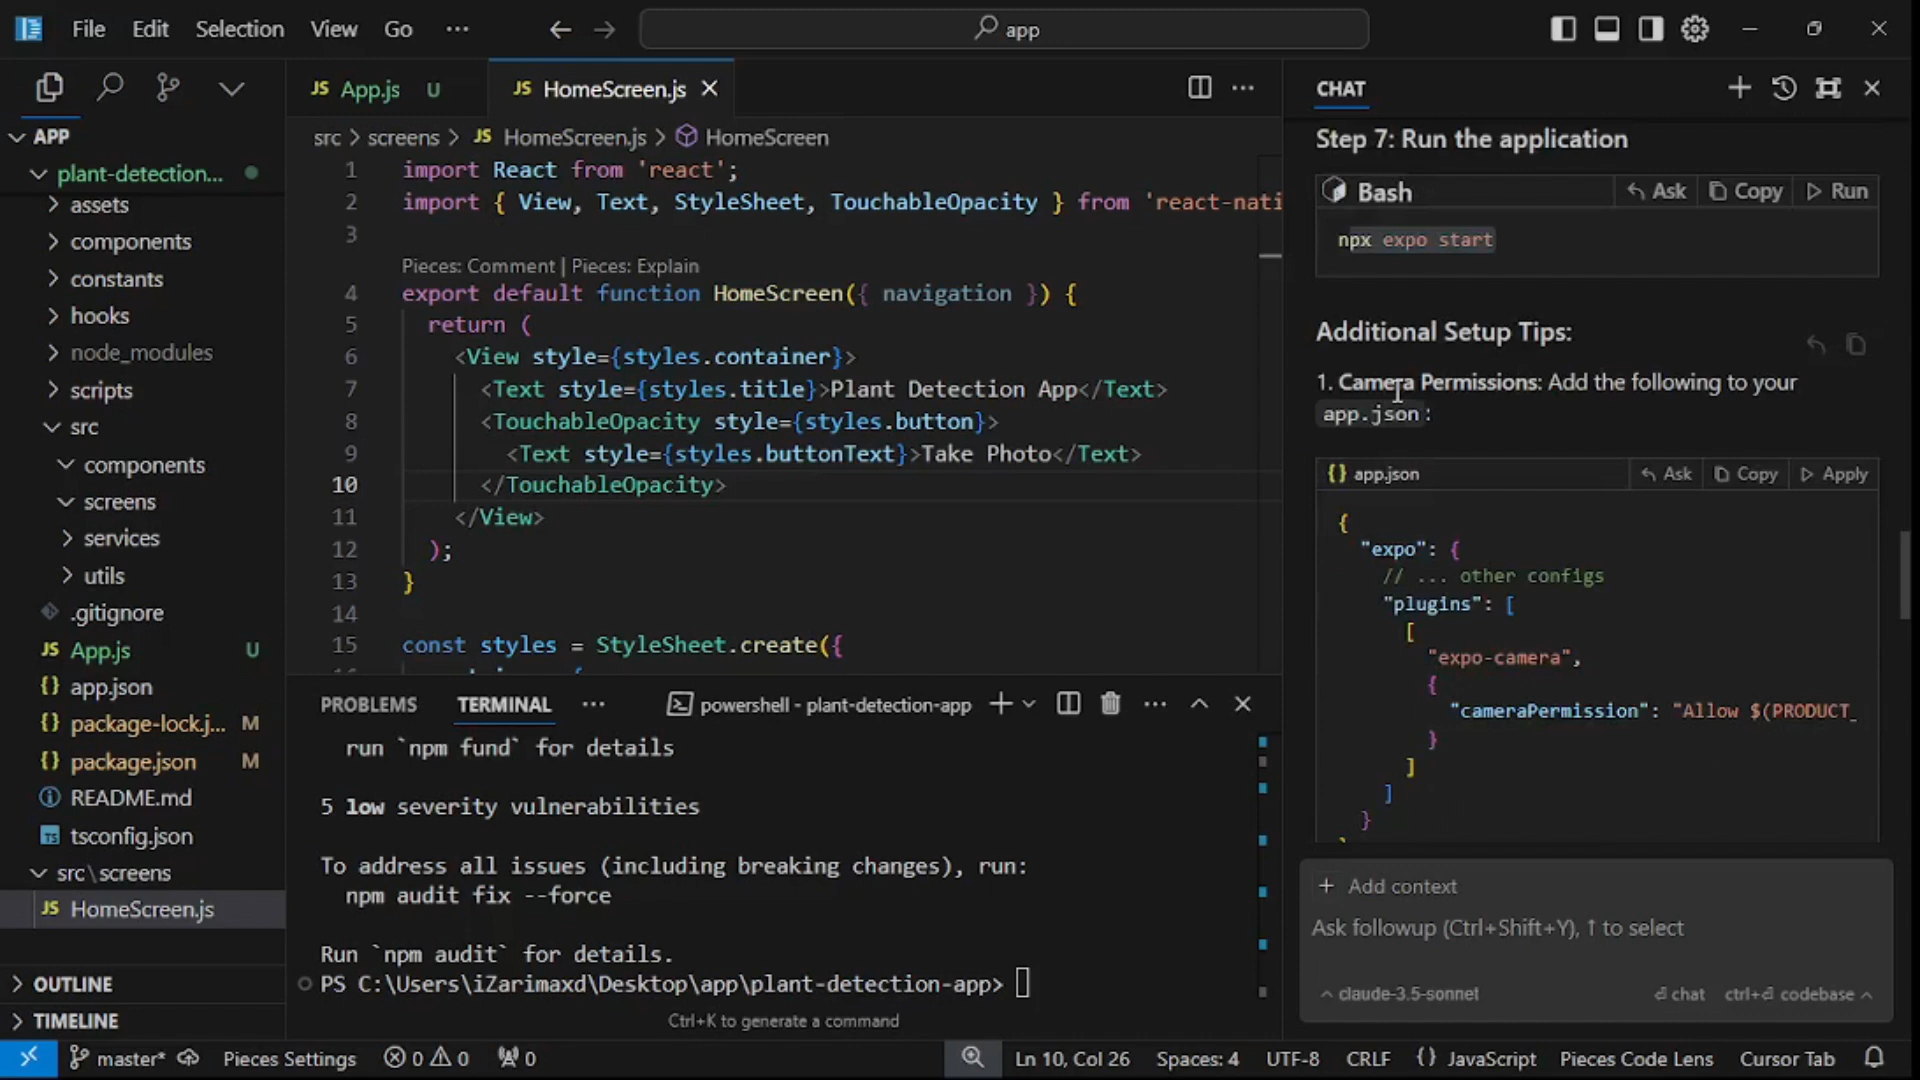 File Edit Selection View Go ··· app
App.js U HomeScreen.js
CHAT
APP
plant-detection...
assets
components
constants
hooks
node_modules
scripts
src
components
screens
services
utils
.gitignore
App.js U
app.json
package-lock.j... M
package.json M
README.md
tsconfig.json
src\screens
HomeScreen.js
OUTLINE
TIMELINE
src > screens > JS HomeScreen.js > HomeScreen
1 import React from 'react';
2 import { View, Text, StyleSheet, TouchableOpacity } from 'react-nati
3
Pieces: Comment | Pieces: Explain
4 export default function HomeScreen({ navigation }) {
5 return (
6 <View style={styles.container}>
7 <Text style={styles.title}>Plant Detection App</Text>
8 <TouchableOpacity style={styles.button}>
9 <Text style={styles.buttonText}>Take Photo</Text>
10 </TouchableOpacity>
11 </View>
12 );
13 }
14
15 const styles = StyleSheet.create({
PROBLEMS TERMINAL ··· powershell - plant-detection-app
run `npm fund` for details
5 low severity vulnerabilities
To address all issues (including breaking changes), run:
npm audit fix --force
Run `npm audit` for details.
PS C:\Users\iZarimaxd\Desktop\app\plant-detection-app>
Ctrl+K to generate a command
Step 7: Run the application
Bash Ask Copy Run
npx expo start
Additional Setup Tips:
1. Camera Permissions: Add the following to your
app.json:
{} app.json Ask Copy Apply
{
"expo": {
// ... other configs
"plugins": [
[
"expo-camera",
{
"cameraPermission": "Allow $(PRODUCT_
}
]
]
}
+ Add context
Ask followup (Ctrl+Shift+Y), ↑ to select
claude-3.5-sonnet ⏎ chat ctrl+⏎ codebase
master* Pieces Settings 0 0 0 Ln 10, Col 26 Spaces: 4 UTF-8 CRLF {} JavaScript Pieces Code Lens Cursor Tab